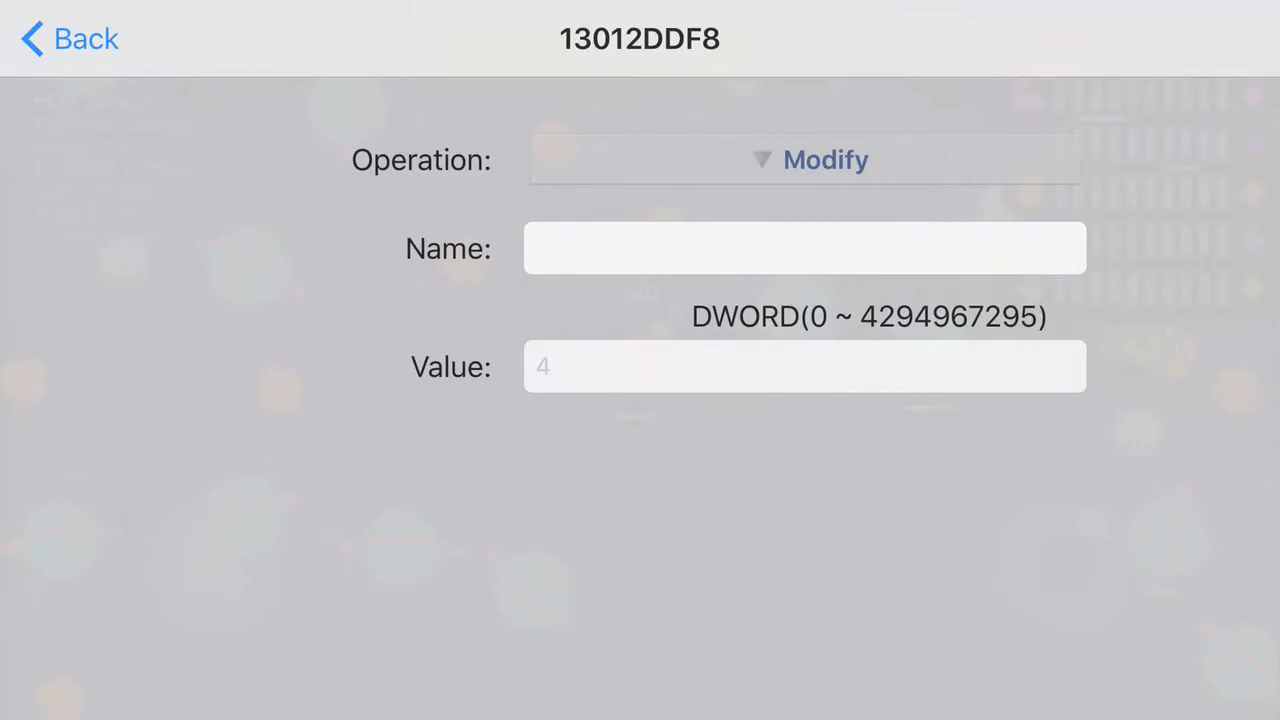 Back
13012DDF8
Operation:
Modify
Name:
DWORD(0 ~ 4294967295)
Value:
4